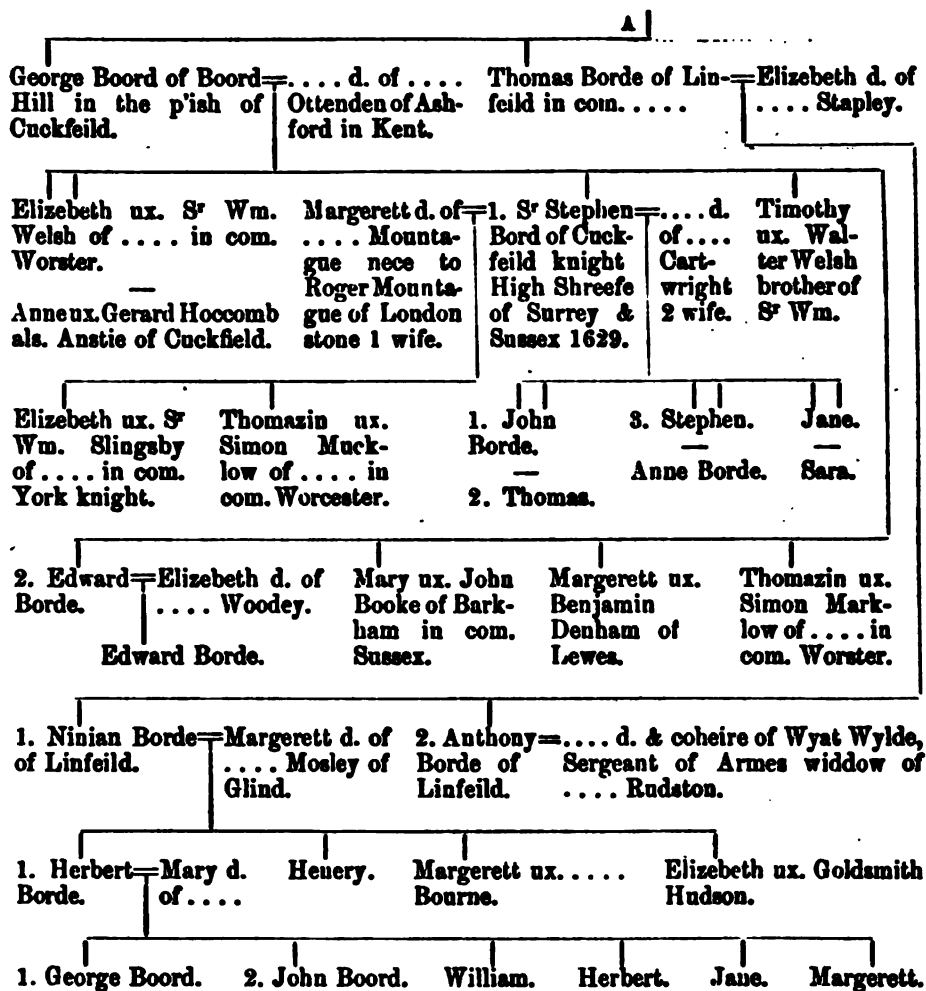 A
George Boord of Boord=
Hill in the p'ish of
Cuckfeild.
. . . . d. of . . . .
Ottenden of Ash-
ford in Kent.
Thomas Borde of Lin-=
feild in com. . . . .
Elizebeth d. of
. . . . Stapley.
Elizebeth ux. Sr Wm.
Welsh of . . . . in com.
Worster.
—
Anne ux. Gerard Hoccomb
als. Anstie of Cuckfield.
Margerett d. of=
. . . . Mounta-
gue nece to
Roger Mounta-
gue of London
stone 1 wife.
1. Sr Stephen=
Bord of Cuck-
feild knight
High Shreefe
of Surrey &
Sussex 1629.
. . . . d.
of . . . .
Cart-
wright
2 wife.
Timothy
ux. Wal-
ter Welsh
brother of
Sr Wm.
Elizebeth ux. Sr
Wm. Slingsby
of . . . . in com.
York knight.
Thomazin ux.
Simon Muck-
low of . . . . in
com. Worcester.
1. John
Borde.
—
2. Thomas.
3. Stephen.
—
Anne Borde.
Jane.
—
Sara.
2. Edward=
Borde.
Elizebeth d. of
. . . . Woodey.
Edward Borde.
Mary ux. John
Booke of Bark-
ham in com.
Sussex.
Margerett ux.
Benjamin
Denham of
Lewes.
Thomazin ux.
Simon Mark-
low of . . . . in
com. Worster.
1. Ninian Borde=
of Linfeild.
Margerett d. of
. . . . Mosley of
Glind.
2. Anthony=
Borde of
Linfeild.
. . . . d. & coheire of Wyat Wylde,
Sergeant of Armes widdow of
. . . . Rudston.
1. Herbert=
Borde.
Mary d.
of . . . .
Heuery.
Margerett ux. . . . .
Bourne.
Elizebeth ux. Goldsmith
Hudson.
1. George Boord.
2. John Boord.
William.
Herbert.
Jane.
Margerett.